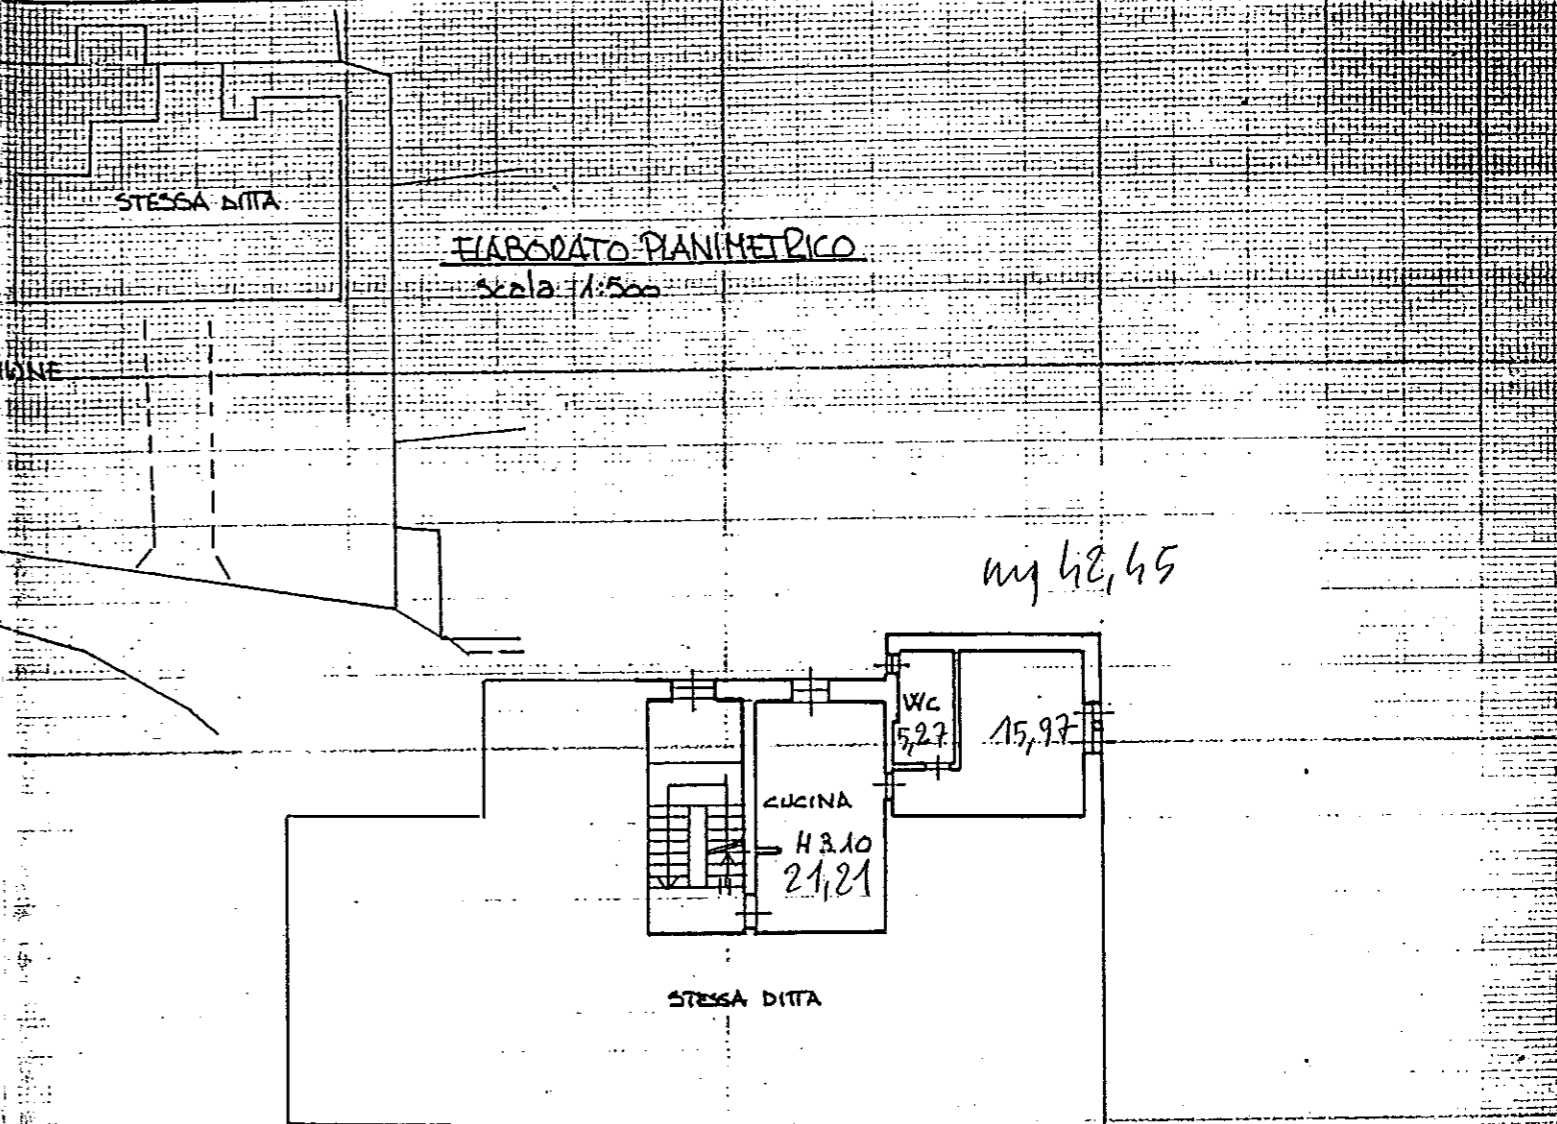 STESSA DITTA
ELABORATO PLANIMETRICO
scala 1:500
IONE
mq 42,45
Wc
5,27
15,97
CUCINA
H 3.10
21,21
STESSA DITTA